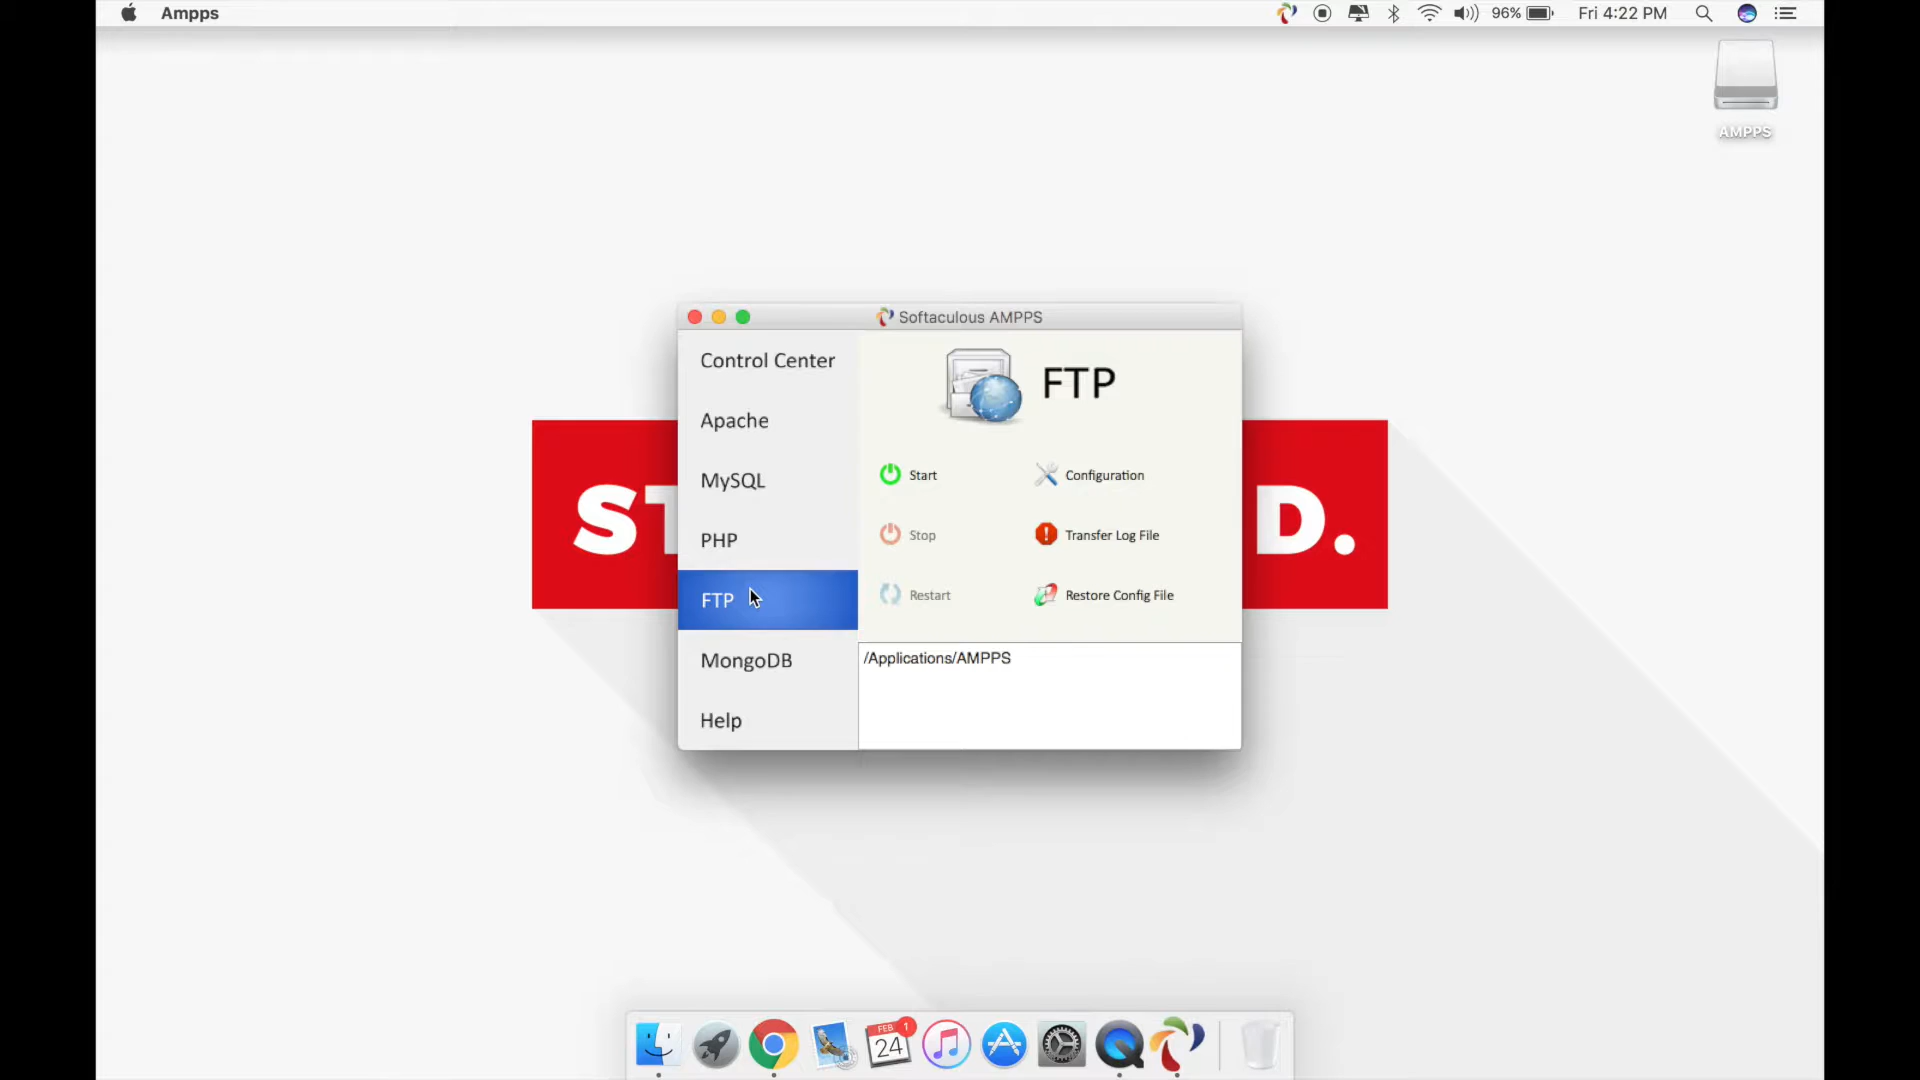 Ampps
96%
Fri 4:22 PM
AMPPS
Softaculous AMPPS
Control Center
Apache
MySQL
PHP
FTP
MongoDB
Help
FTP
Start
Configuration
Stop
Transfer Log File
Restart
Restore Config File
/Applications/AMPPS
D.
FEB
1
24